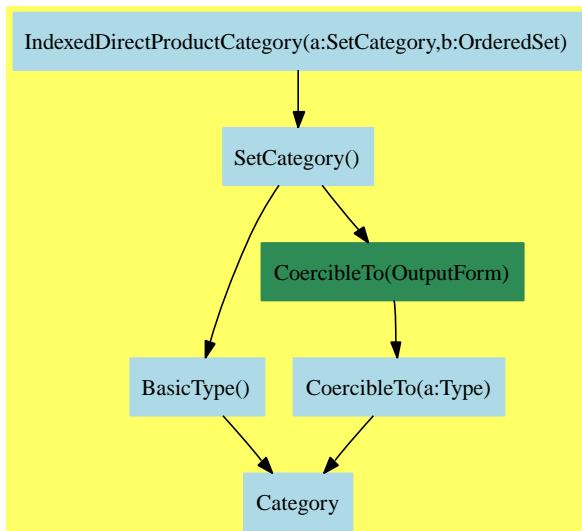 IndexedDirectProductCategory(a:SetCategory,b:OrderedSet)
SetCategory()
CoercibleTo(OutputForm)
BasicType()
CoercibleTo(a:Type)
Category